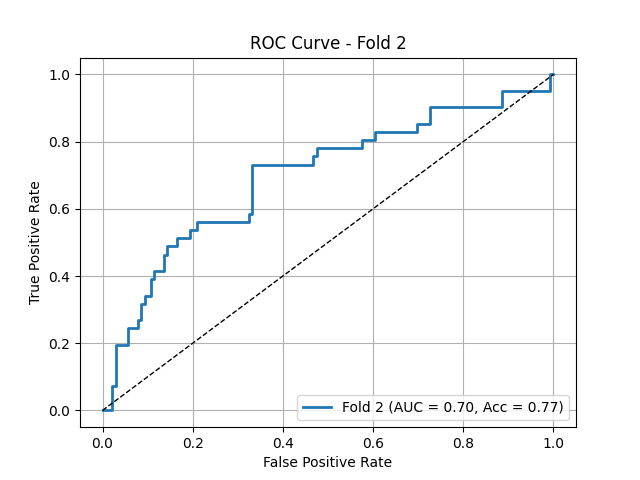 ROC Curve - Fold 2
True Positive Rate
1.0
0.8
0.6
0.4
0.2
0.0
Fold 2 (AUC = 0.70, Acc = 0.77)
0.0 0.2 0.4 0.6 0.8 1.0
False Positive Rate